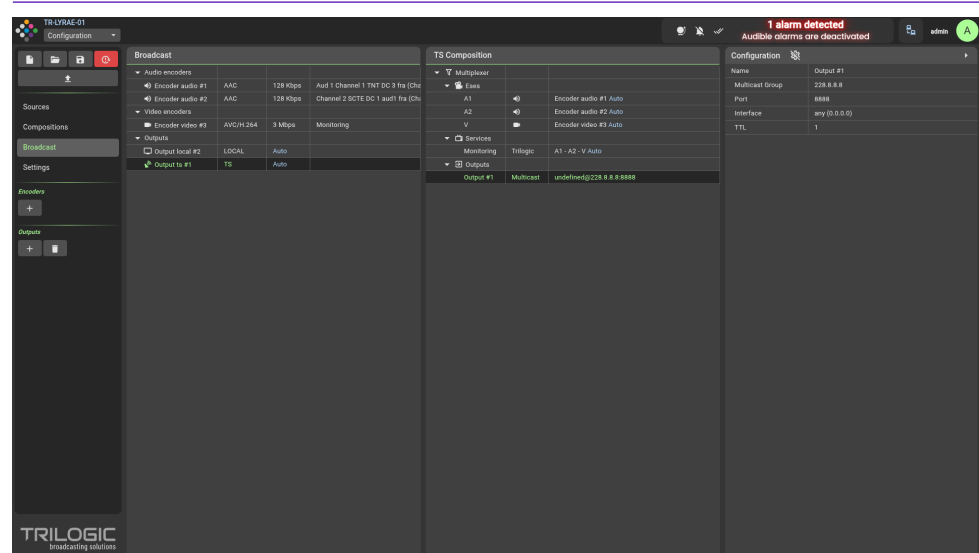 TR-LYRAE-01
Configuration
1 alarm detected
Audible alarms are deactivated
admin
A
Sources
Compositions
Broadcast
Settings
Encoders
+
Outputs
+
TRILOGIC
broadcasting solutions
Broadcast
Audio encoders
Encoder audio #1 AAC 128 Kbps Aud 1 Channel 1 TNT DC 3 fra (Cha
Encoder audio #2 AAC 128 Kbps Channel 2 SCTE DC 1 aud1 fra (Cha
Video encoders
Encoder video #3 AVC/H.264 3 Mbps Monitoring
Outputs
Output local #2 LOCAL Auto
Output ts #1 TS Auto
TS Composition
Multiplexer
Eses
A1 Encoder audio #1 Auto
A2 Encoder audio #2 Auto
V Encoder video #3 Auto
Services
Monitoring Trilogic A1 - A2 - V Auto
Outputs
Output #1 Multicast undefined@228.8.8.8:8888
Configuration
Name Output #1
Multicast Group 228.8.8.8
Port 8888
Interface any (0.0.0.0)
TTL 1